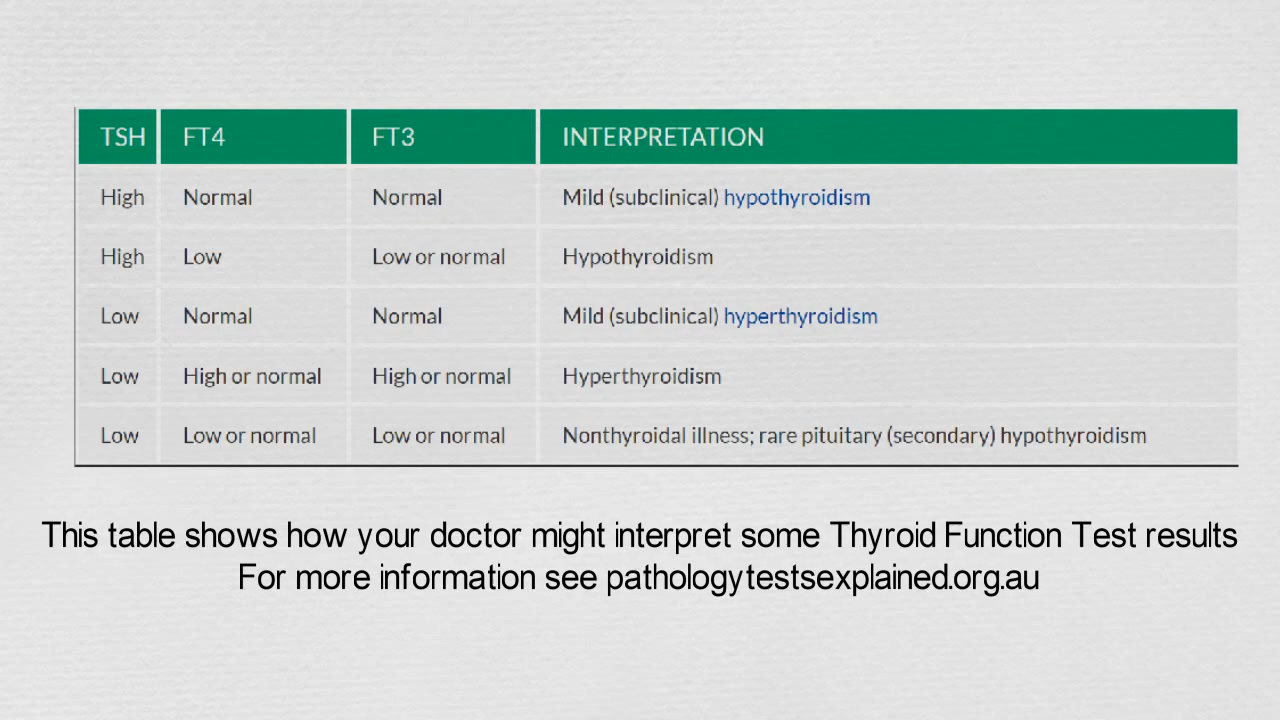 TSH FT4 FT3 INTERPRETATION
High Normal Normal Mild (subclinical) hypothyroidism
High Low Low or normal Hypothyroidism
Low Normal Normal Mild (subclinical) hyperthyroidism
Low High or normal High or normal Hyperthyroidism
Low Low or normal Low or normal Nonthyroidal illness; rare pituitary (secondary) hypothyroidism
This table shows how your doctor might interpret some Thyroid Function Test results
For more information see pathologytestsexplained.org.au